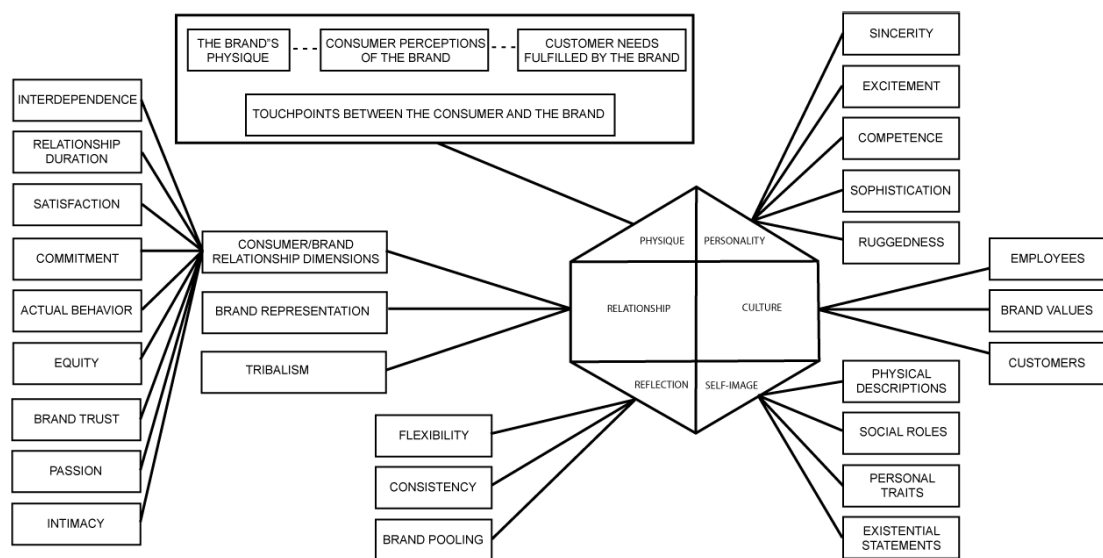 THE BRAND"S
PHYSIQUE
CONSUMER PERCEPTIONS
OF THE BRAND
CUSTOMER NEEDS
FULFILLED BY THE BRAND
TOUCHPOINTS BETWEEN THE CONSUMER AND THE BRAND
INTERDEPENDENCE
RELATIONSHIP
DURATION
SATISFACTION
COMMITMENT
ACTUAL BEHAVIOR
EQUITY
BRAND TRUST
PASSION
INTIMACY
CONSUMER/BRAND
RELATIONSHIP DIMENSIONS
BRAND REPRESENTATION
TRIBALISM
FLEXIBILITY
CONSISTENCY
BRAND POOLING
PHYSIQUE
PERSONALITY
RELATIONSHIP
CULTURE
REFLECTION
SELF-IMAGE
SINCERITY
EXCITEMENT
COMPETENCE
SOPHISTICATION
RUGGEDNESS
EMPLOYEES
BRAND VALUES
CUSTOMERS
PHYSICAL
DESCRIPTIONS
SOCIAL ROLES
PERSONAL
TRAITS
EXISTENTIAL
STATEMENTS